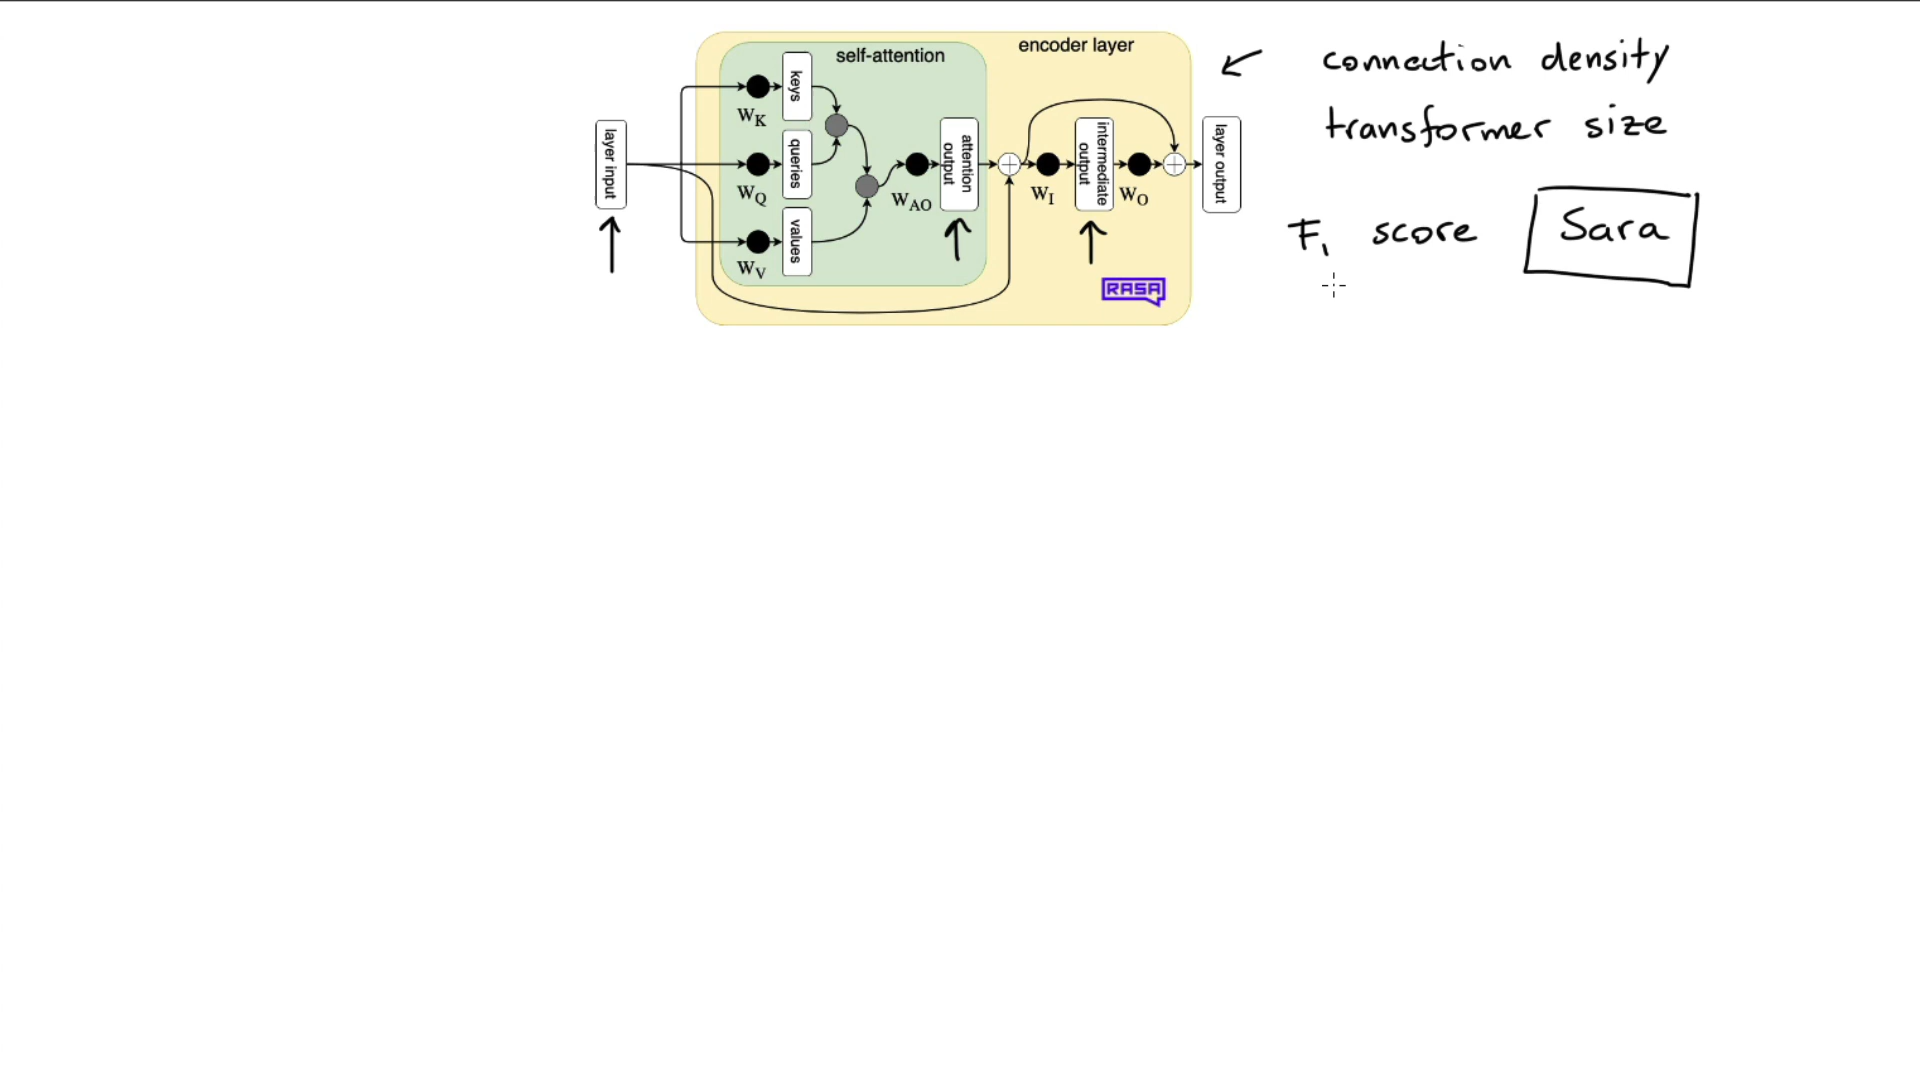 self-attention
encoder layer
layer input
keys
W_K
queries
W_Q
values
W_V
W_AO
attention
output
W_I
intermediate
output
W_O
layer output
RASA
connection density
transformer size
F₁ score
Sara